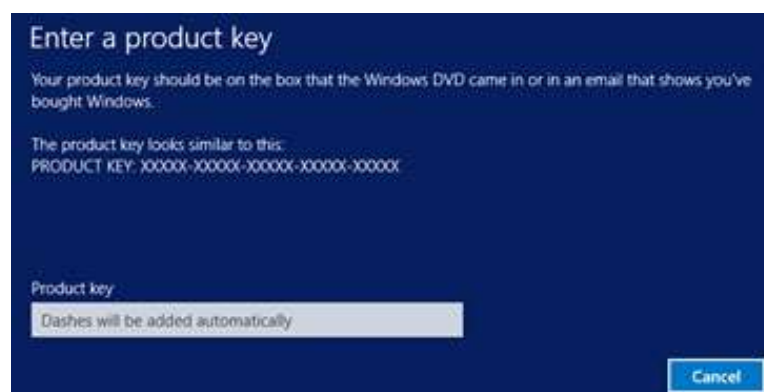 Enter a product key
Your product key should be on the box that the Windows DVD came in or in an email that shows you've
bought Windows.
The product key looks similar to this:
PRODUCT KEY: XXXXX-XXXXX-XXXXX-XXXXX-XXXXX
Product key
Dashes will be added automatically
Cancel